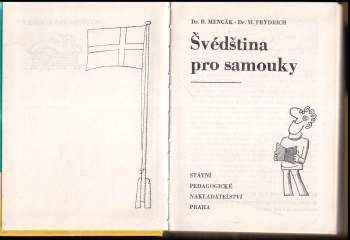 Dr. B. MENCÁK - Dr. M. FRYDRICH
Švédština
pro samouky
STÁTNÍ
PEDAGOGICKÉ
NAKLADATELSTVÍ
PRAHA